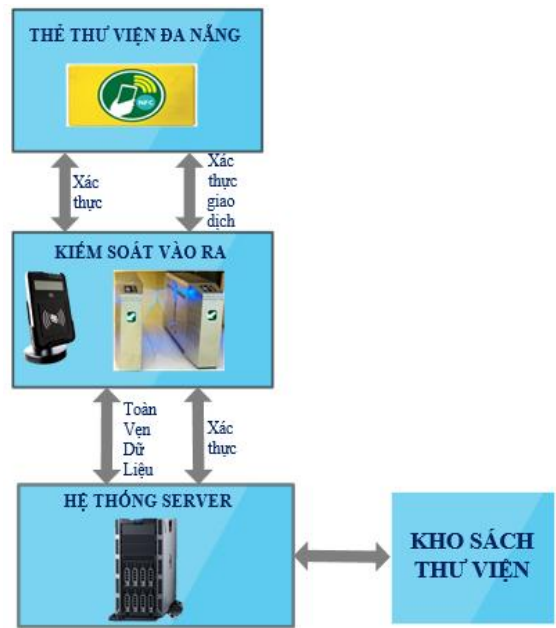 THẺ THƯ VIỆN ĐA NĂNG
NFC
Xác
thực
Xác
thực
giao
dịch
KIỂM SOÁT VÀO RA
Toàn
Vẹn
Dữ
Liệu
Xác
thực
HỆ THỐNG SERVER
KHO SÁCH
THƯ VIỆN